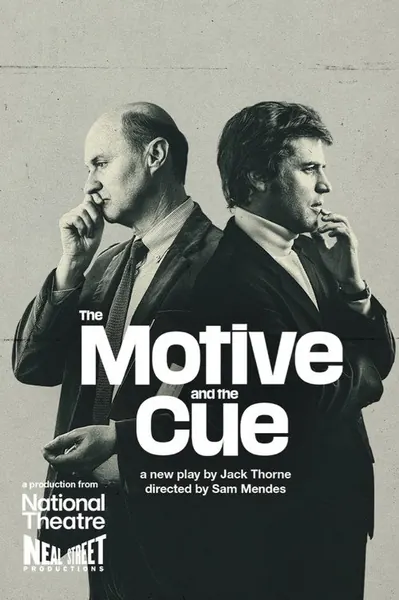 The
Motive
and the
Cue
a new play by Jack Thorne
directed by Sam Mendes
a production from
National
Theatre
NEAL STREET
PRODUCTIONS